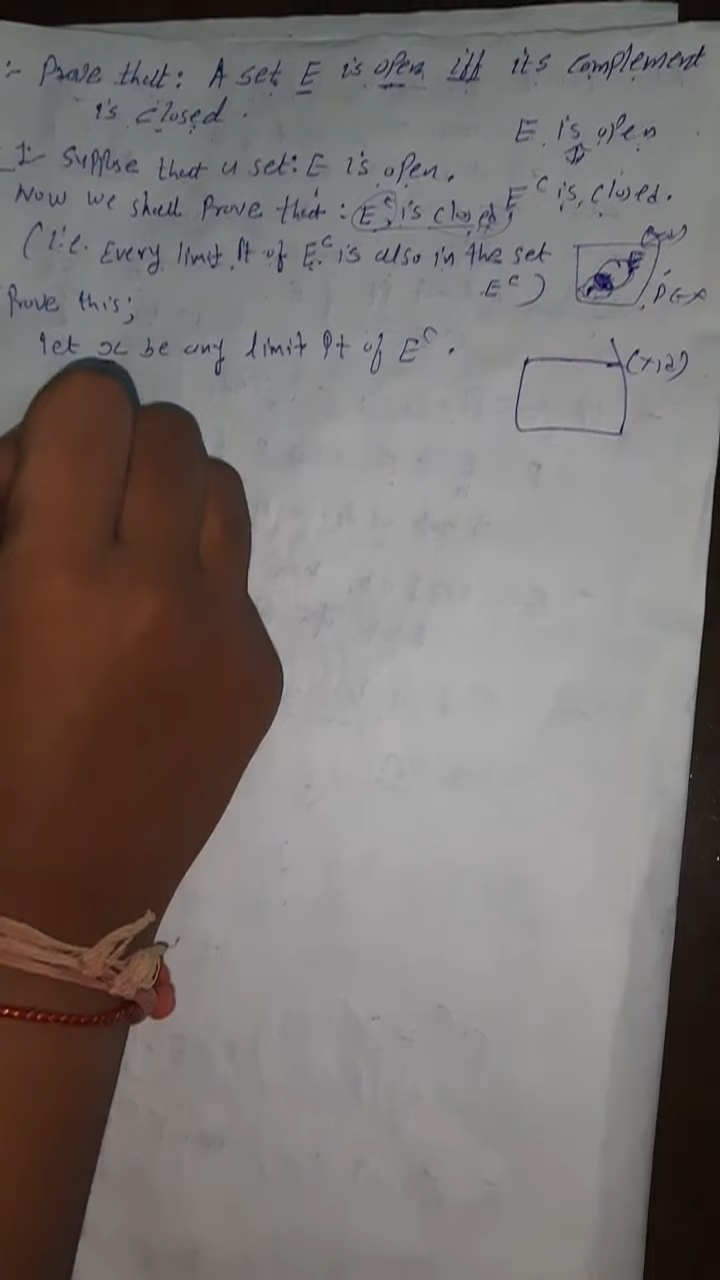 :- Prove that: A set E is open iff its complement
is closed.
E is open
⇕
E^c is closed.
I:- Suppose that a set: E is open.
Now we shall Prove that: E^c is closed,
(i.e. Every limit Pt of E^c is also in the set
E^c)
Prove this;
let x be any limit Pt of E^c.
(x,d)
E
(x,d)